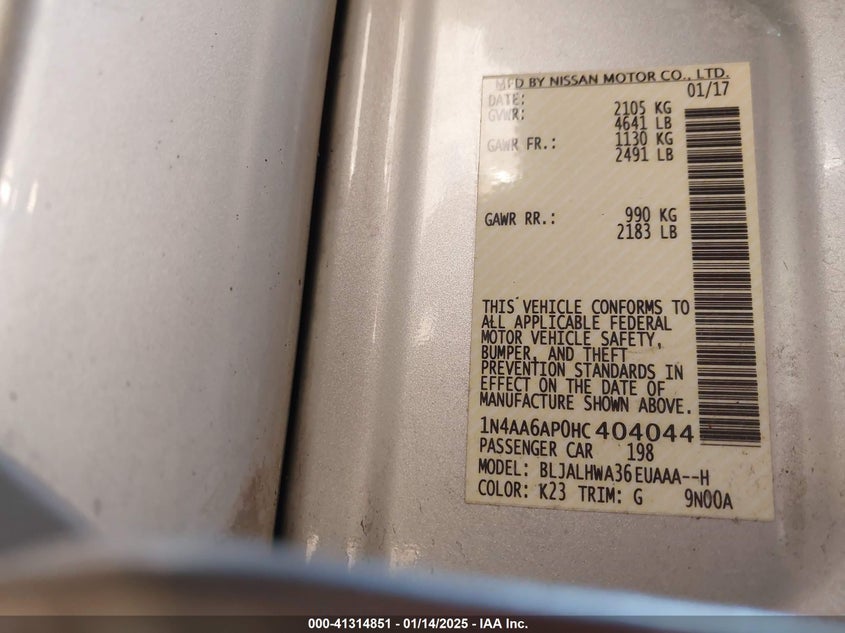 MFD BY NISSAN MOTOR CO., LTD.
DATE: 01/17
GVWR: 2105 KG
4641 LB
GAWR FR.: 1130 KG
2491 LB
GAWR RR.: 990 KG
2183 LB
THIS VEHICLE CONFORMS TO
ALL APPLICABLE FEDERAL
MOTOR VEHICLE SAFETY,
BUMPER, AND THEFT
PREVENTION STANDARDS IN
EFFECT ON THE DATE OF
MANUFACTURE SHOWN ABOVE.
1N4AA6AP0HC404044
PASSENGER CAR 198
MODEL: BLJALHWA36EUAAA--H
COLOR: K23 TRIM: G 9N00A
000-41314851 - 01/14/2025 - IAA Inc.